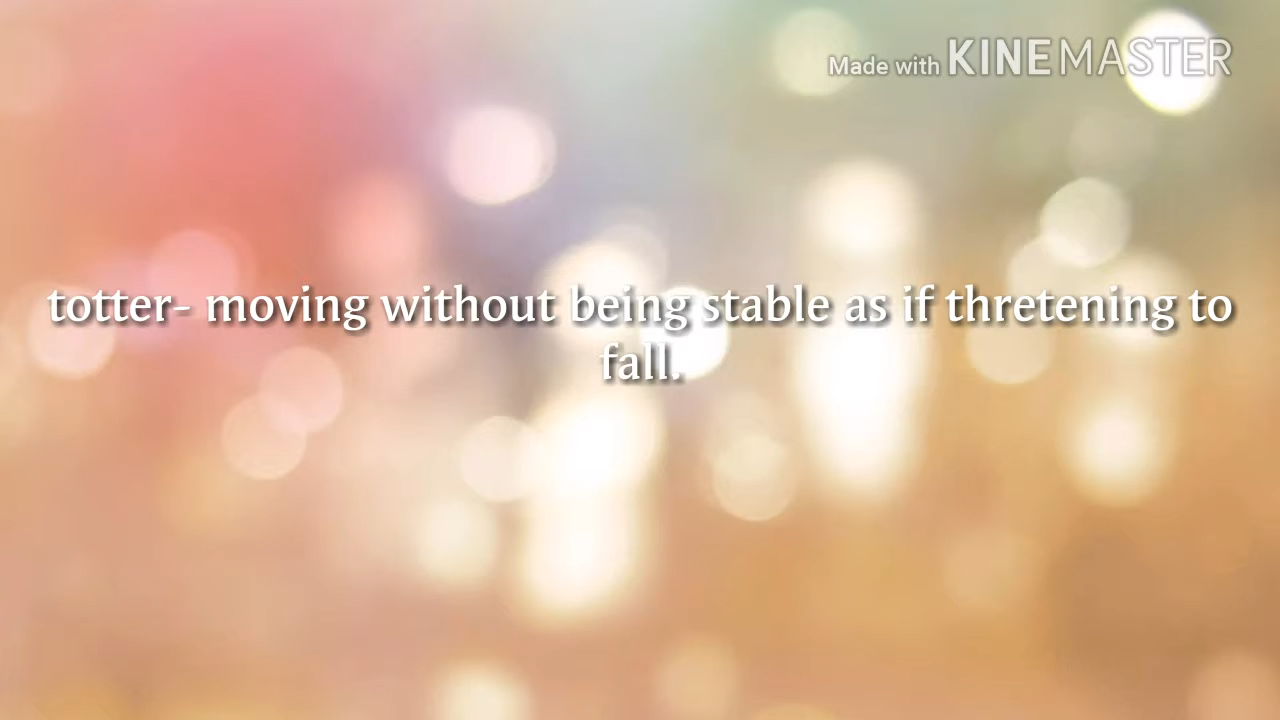 Made with KINEMASTER
totter- moving without being stable as if thretening to
fall.